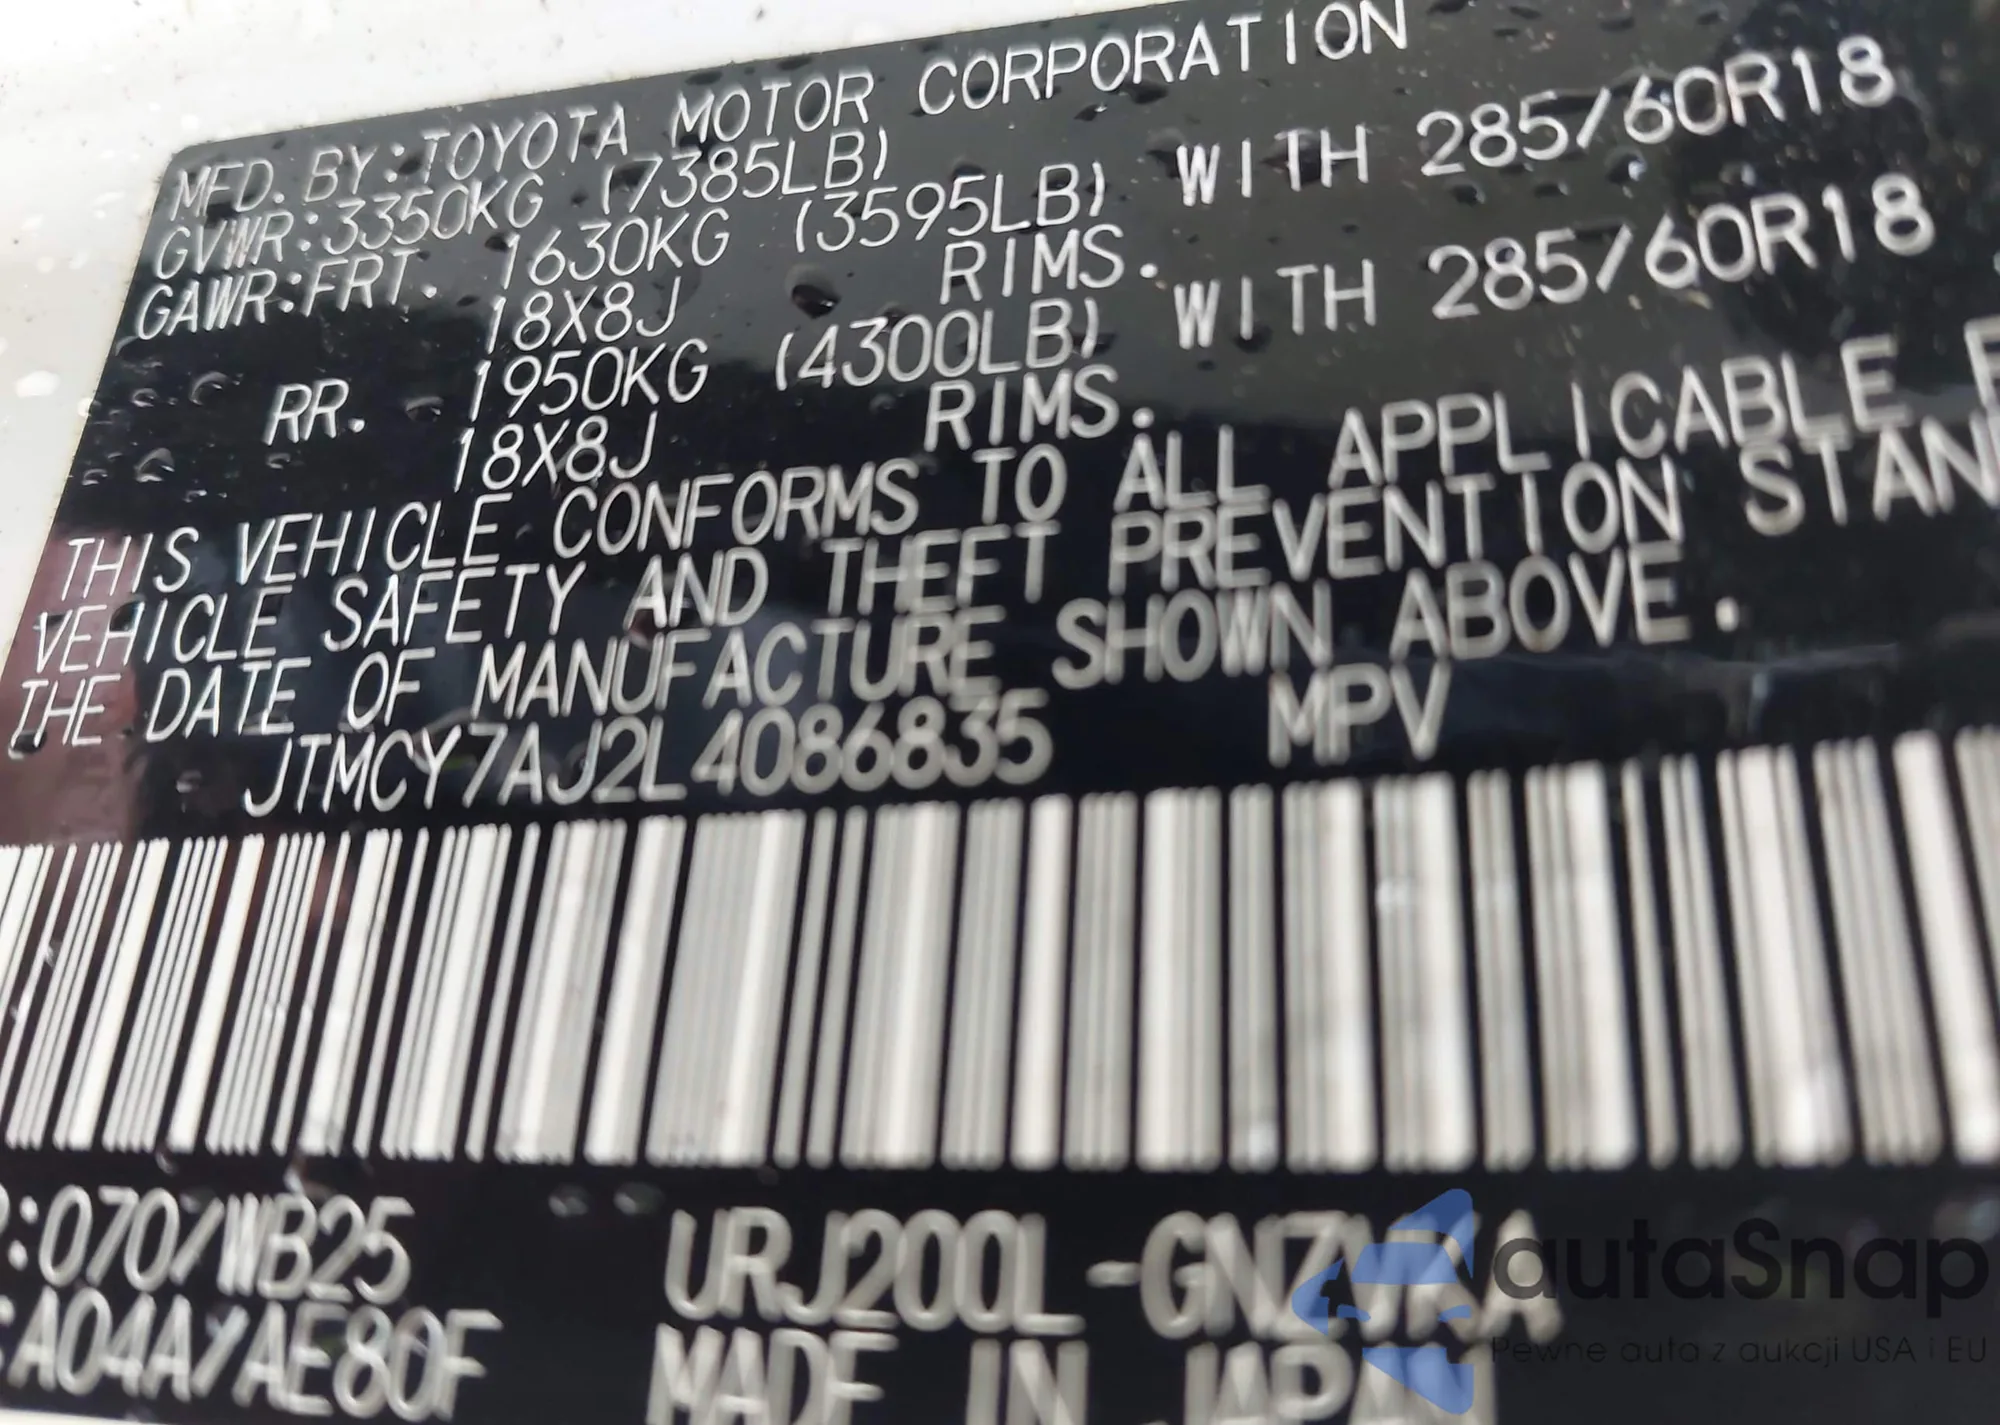 MFD. BY:TOYOTA MOTOR CORPORATION
GVWR:3350KG (7385LB)
GAWR:FRT. 1630KG (3595LB) WITH 285/60R18
18X8J RIMS.
RR. 1950KG (4300LB) WITH 285/60R18
18X8J RIMS.
THIS VEHICLE CONFORMS TO ALL APPLICABLE F
VEHICLE SAFETY AND THEFT PREVENTION STAN
THE DATE OF MANUFACTURE SHOWN ABOVE.
JTMCY7AJ2L4086835 MPV
:070/WB25 URJ200L-GNZVKA
:A04A/AE80F MADE IN JAPAN
autaSnap
Pewne auta z aukcji USA i EU